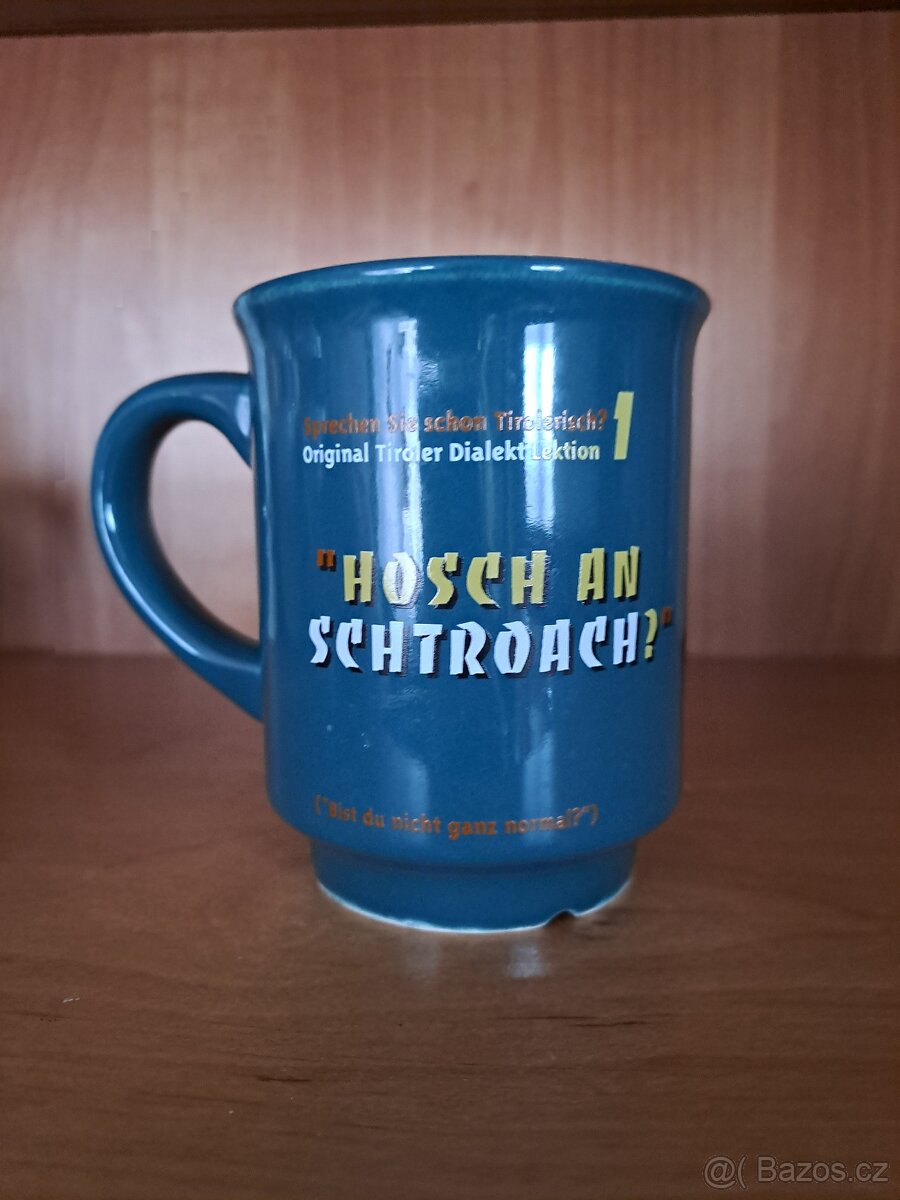 Sprechen Sie schon Tirolerisch?
Original Tiroler Dialekt Lektion 1
"HOSCH AN
SCHTROACH?"
("Bist du nicht ganz normal?")
@( Bazos.cz